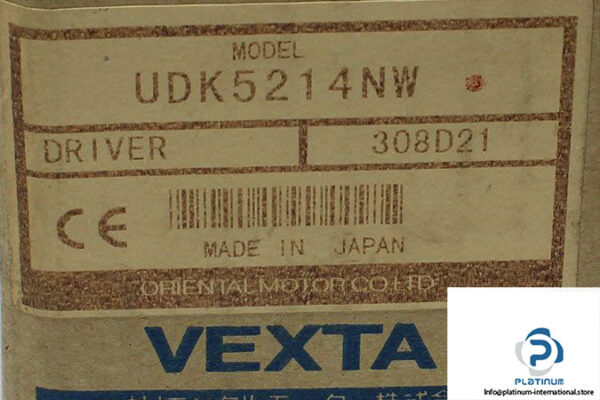 MODEL
UDK5214NW
DRIVER
308D21
CE
MADE IN JAPAN
ORIENTAL MOTOR CO.LTD.
VEXTA
PLATINUM
Info@platinum-international.store